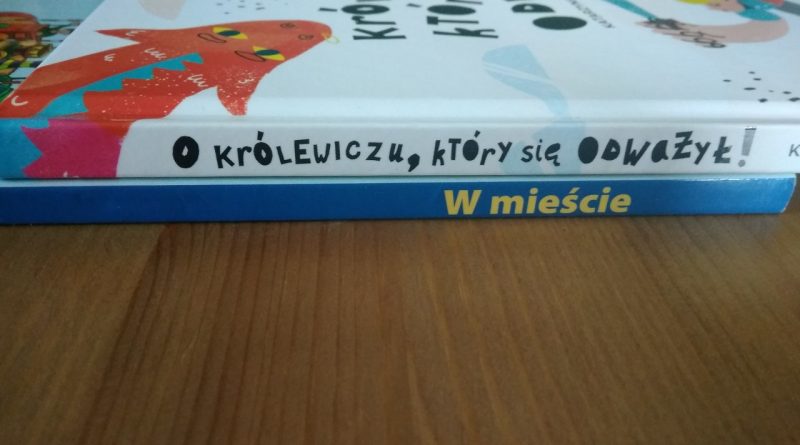 O KRÓLEWICZU, KTÓRY SIĘ ODWAŻYŁ!
W mieście